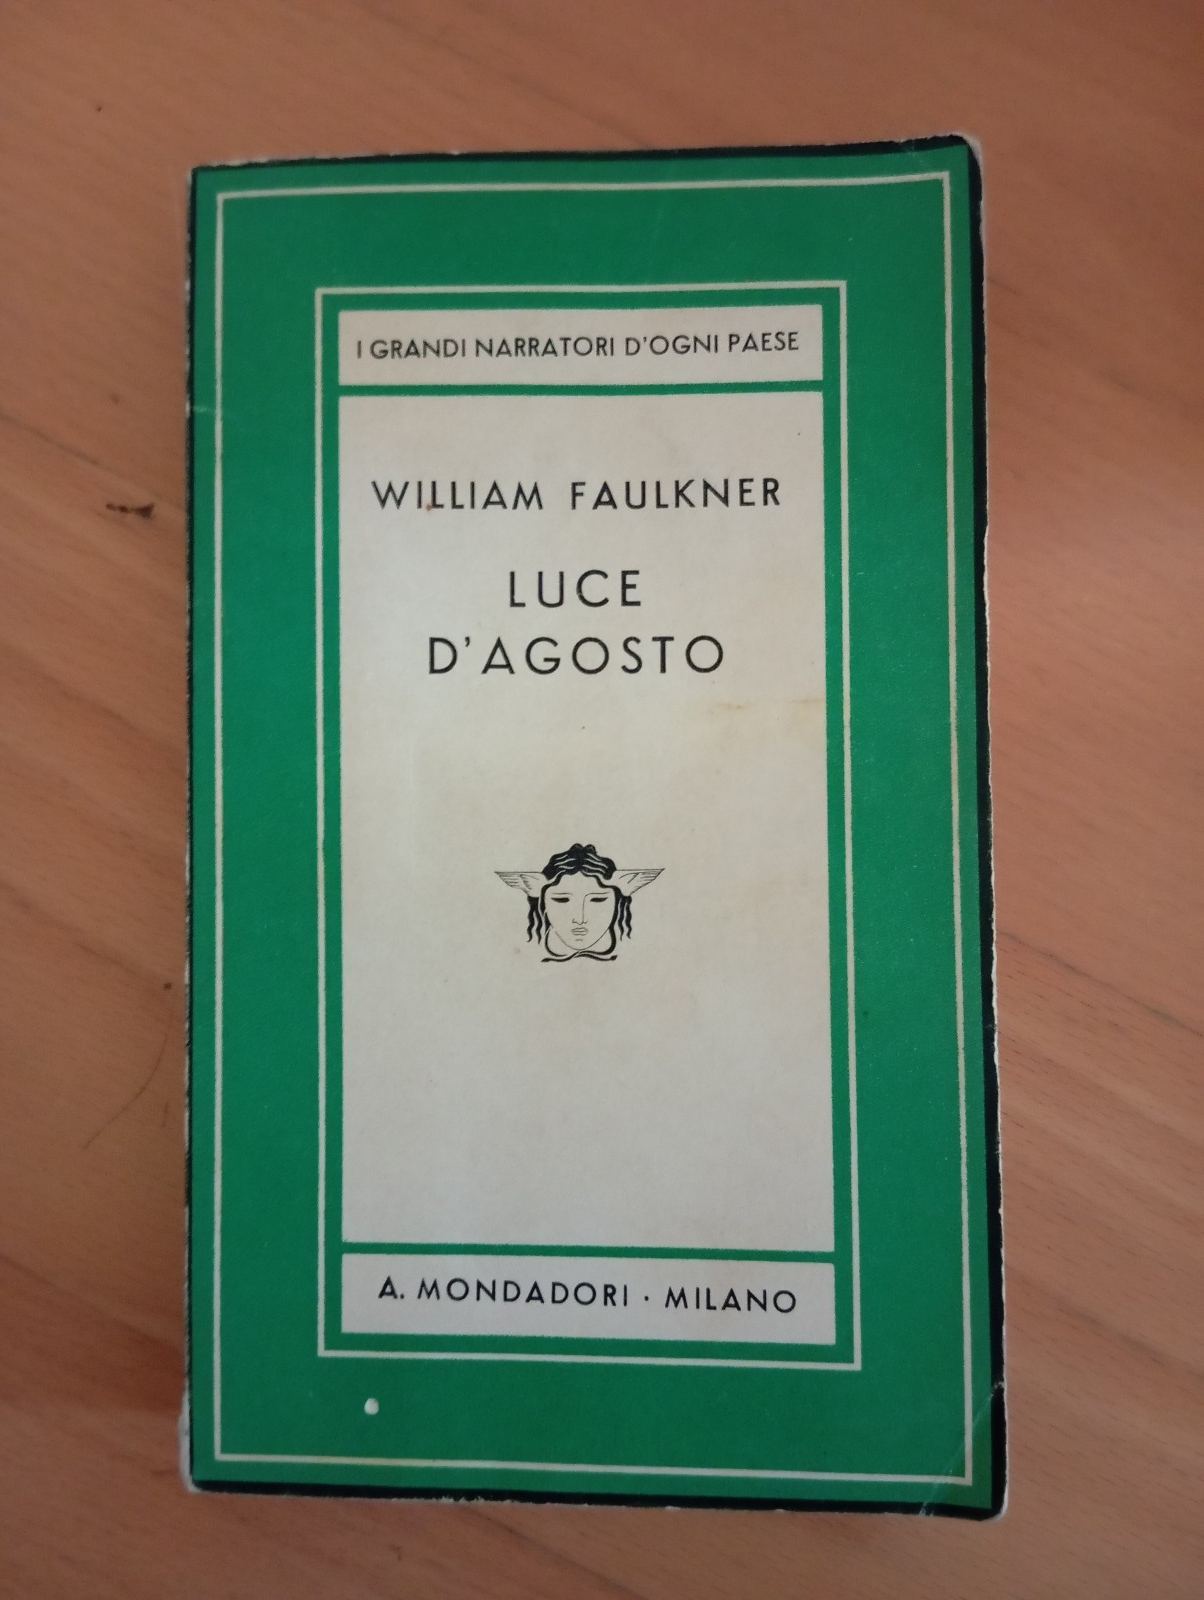 I GRANDI NARRATORI D'OGNI PAESE
WILLIAM FAULKNER
LUCE
D'AGOSTO
A. MONDADORI · MILANO